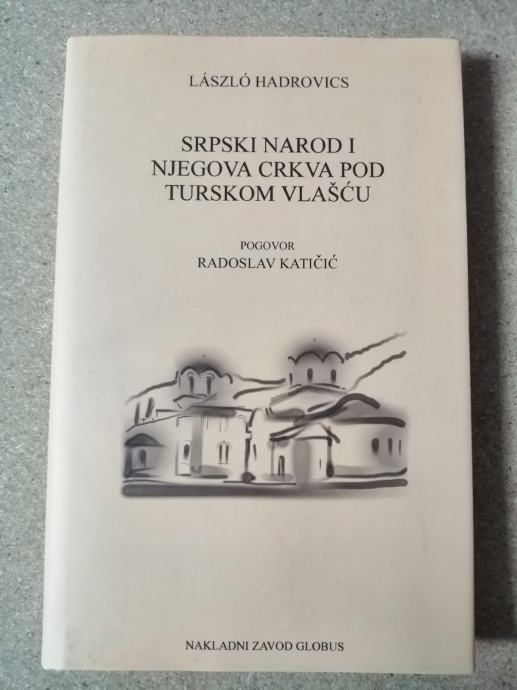 LÁSZLÓ HADROVICS
SRPSKI NAROD I
NJEGOVA CRKVA POD
TURSKOM VLAŠĆU
POGOVOR
RADOSLAV KATIČIĆ
NAKLADNI ZAVOD GLOBUS